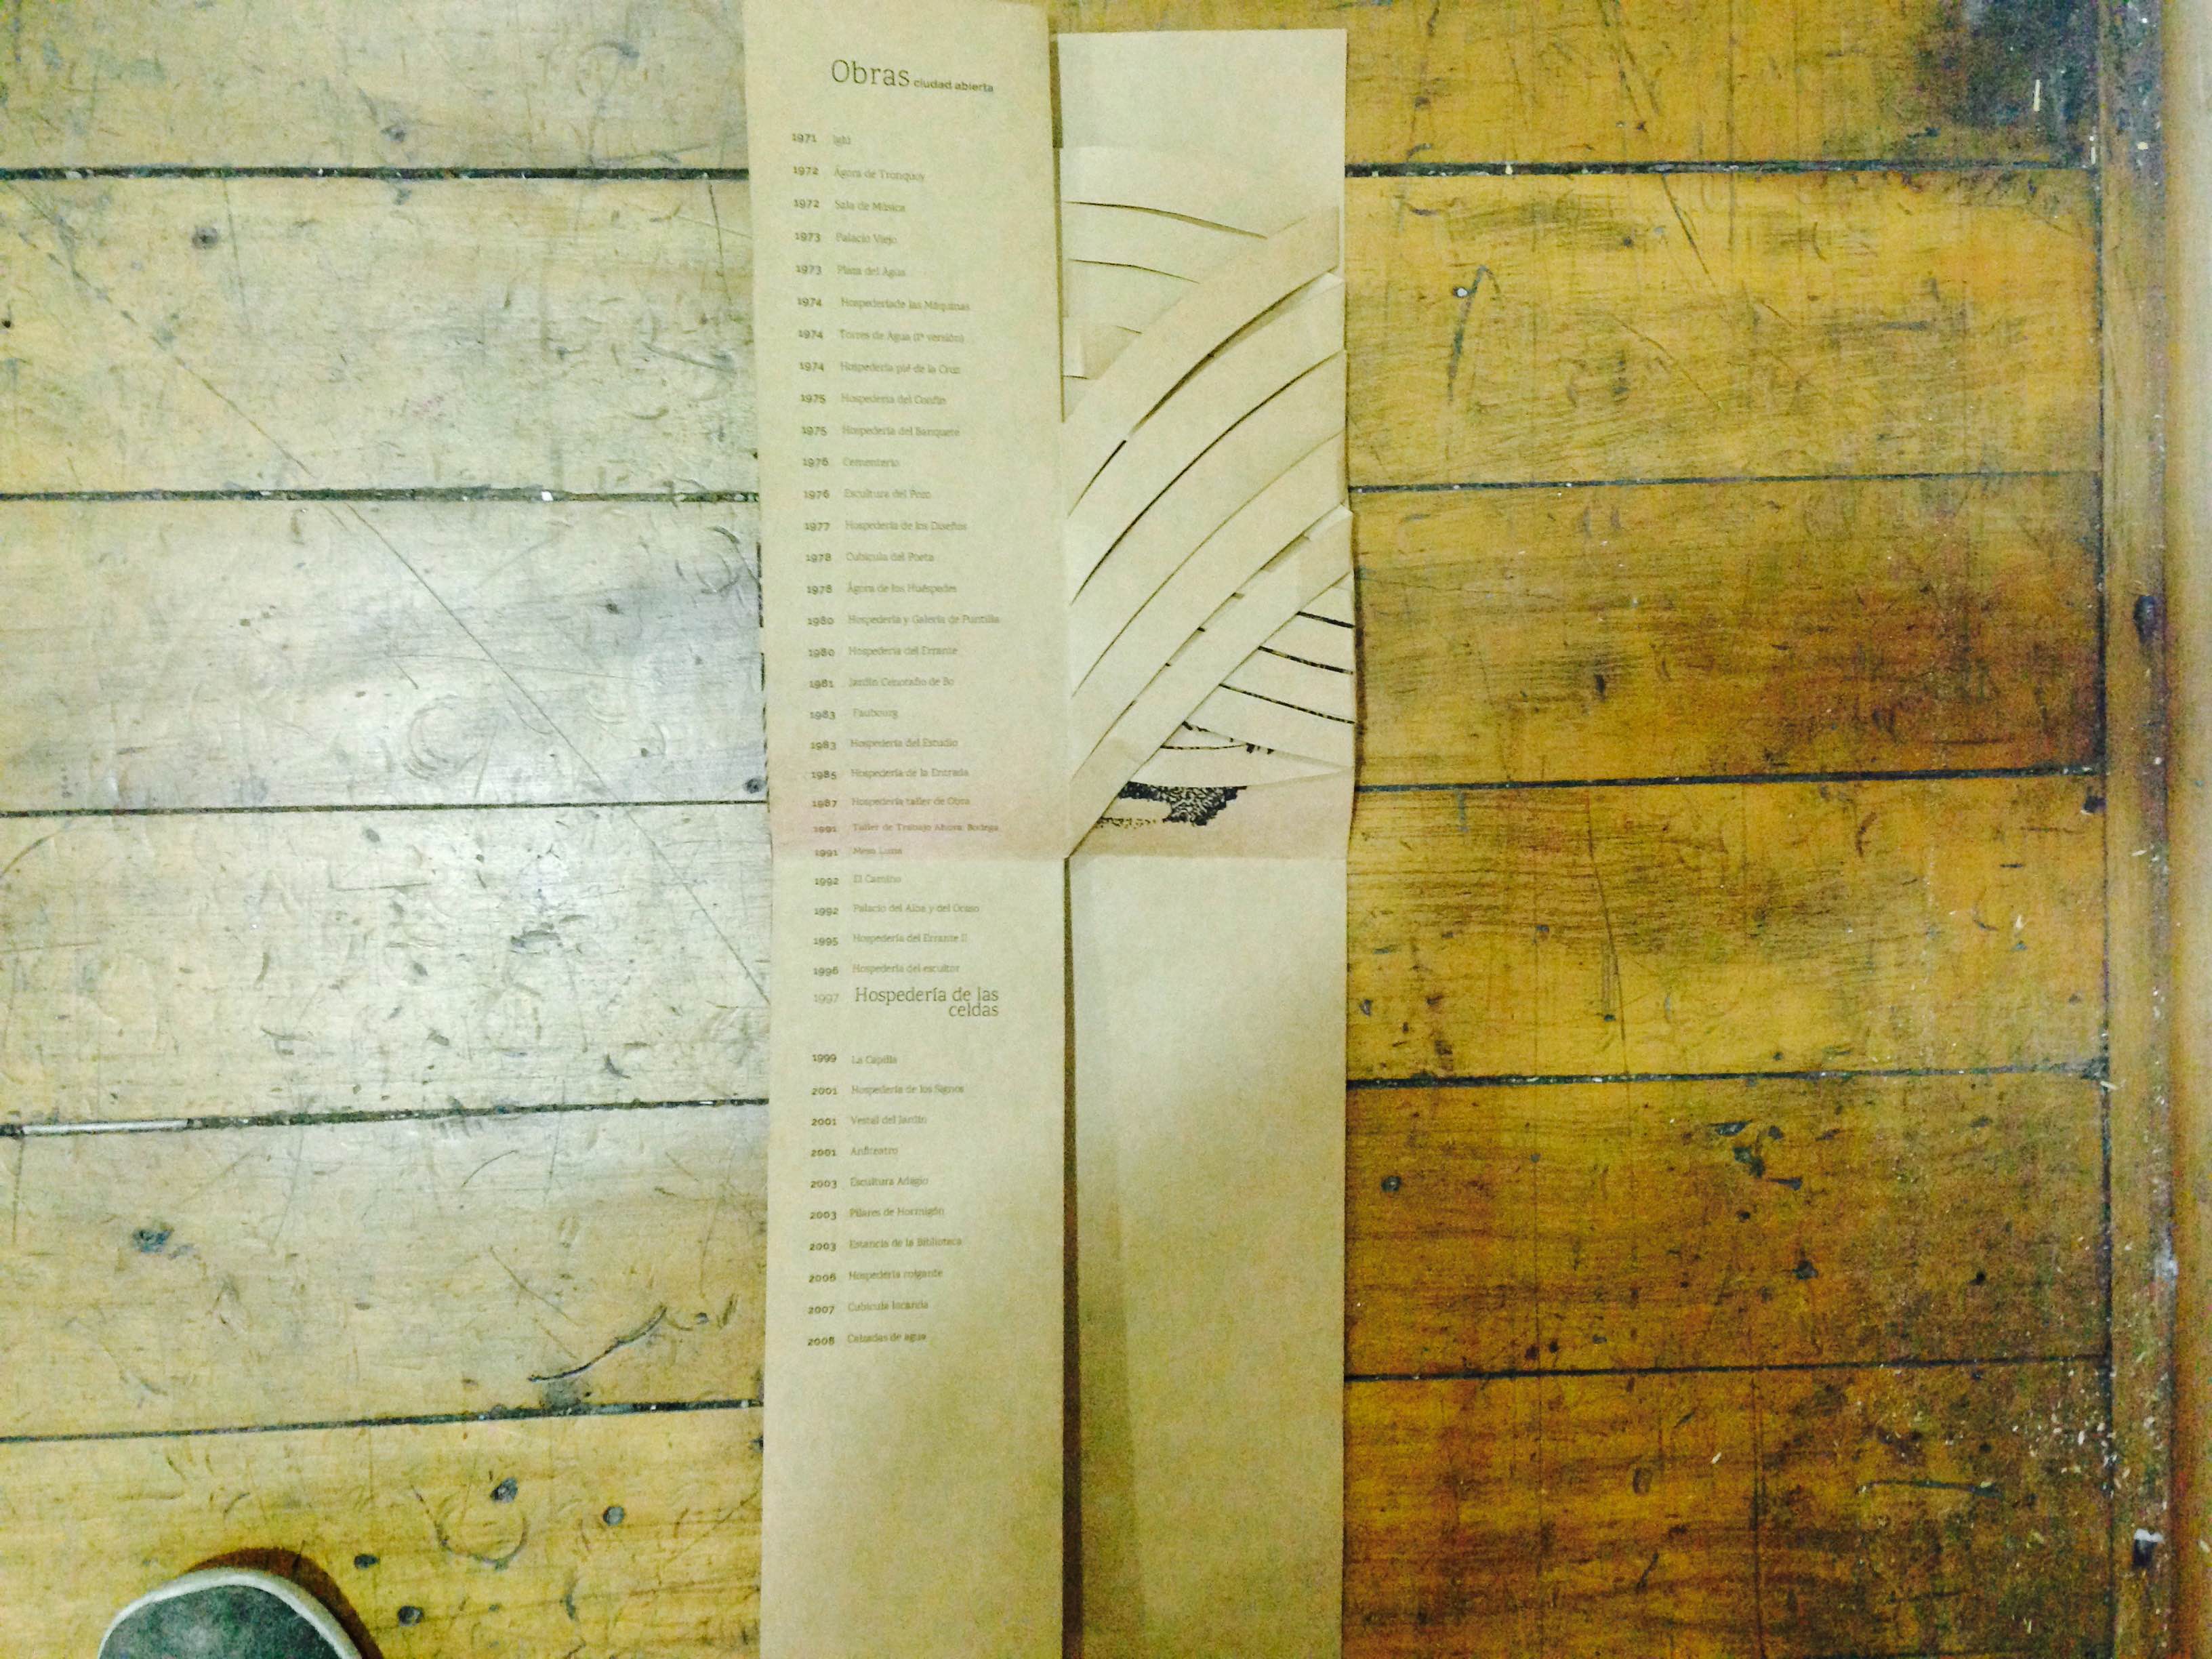 Obras ciudad abierta
1971 Iglú
1972 Ágora de Tronquoy
1972 Sala de Música
1973 Palacio Viejo
1973 Plaza del Agua
1974 Hospederíade las Máquinas
1974 Torres de Agua (1ª versión)
1974 Hospedería pié de la Cruz
1975 Hospedería del Confín
1975 Hospedería del Banquete
1976 Cementerio
1976 Escultura del Pozo
1977 Hospedería de los Diseños
1978 Cubícula del Poeta
1978 Ágora de los Huéspedes
1980 Hospedería y Galería de Puntilla
1980 Hospedería del Errante
1981 Jardín Cenotafio de Bo
1983 Faubourg
1983 Hospedería del Estudio
1985 Hospedería de la Entrada
1987 Hospedería taller de Obra
1991 Taller de Trabajo Ahora: Bodega
1991 Mesa Luna
1992 El Camino
1992 Palacio del Alba y del Ocaso
1995 Hospedería del Errante II
1996 Hospedería del escultor
1997 Hospedería de las
celdas
1999 La Capilla
2001 Hospedería de los Signos
2001 Vestal del Jardín
2001 Anfiteatro
2003 Escultura Adagio
2003 Pilares de Hormigón
2003 Estancia de la Biblioteca
2006 Hospedería colgante
2007 Cubícula locanda
2008 Calzadas de agua